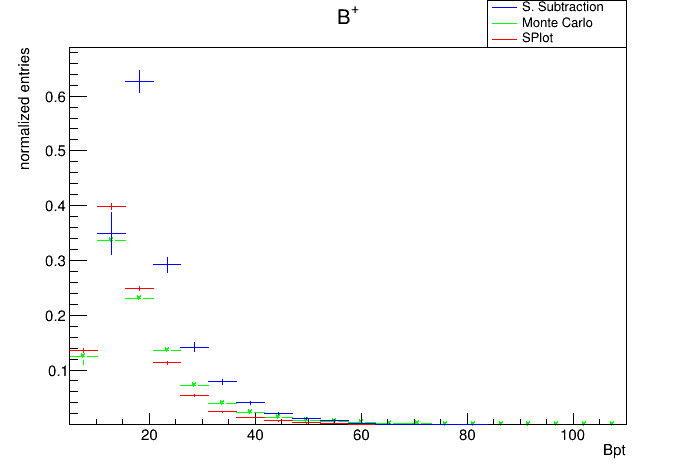 B+
S. Subtraction
Monte Carlo
SPlot
normalized entries
0.6
0.5
0.4
0.3
0.2
0.1
20 40 60 80 100
Bpt